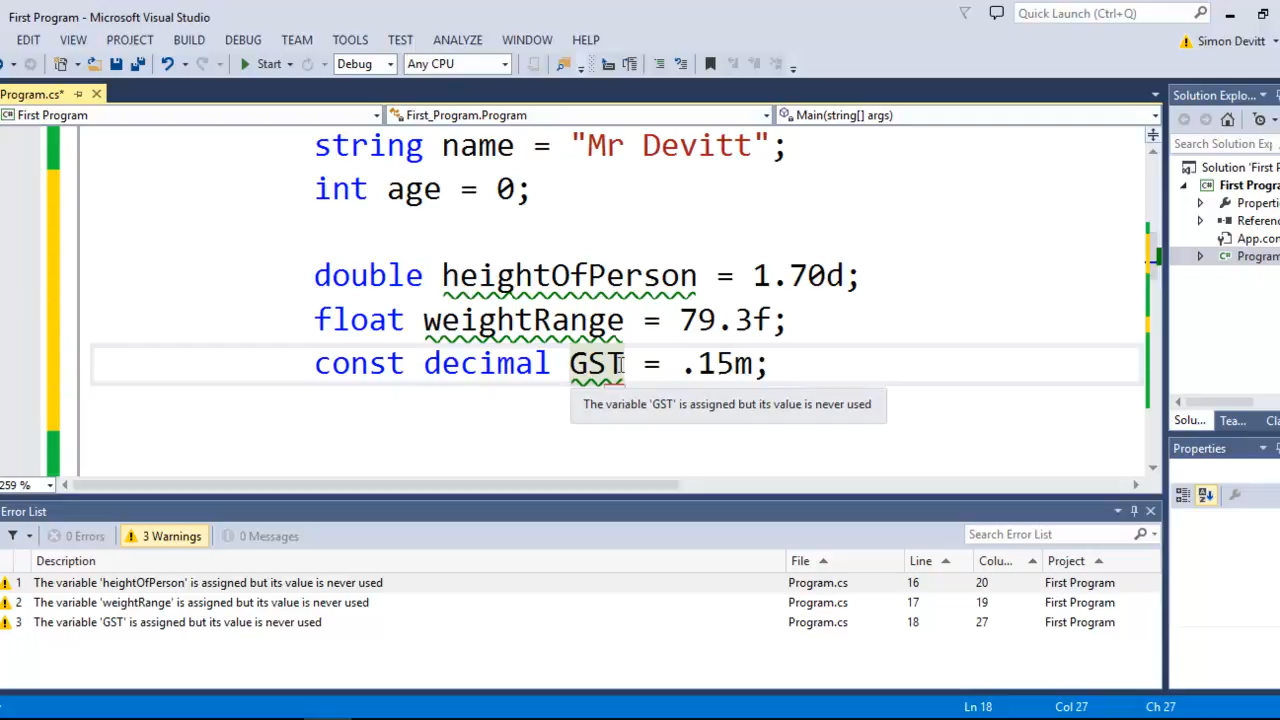 First Program - Microsoft Visual Studio
Quick Launch (Ctrl+Q)
EDIT VIEW PROJECT BUILD DEBUG TEAM TOOLS TEST ANALYZE WINDOW HELP
Simon Devitt
Start Debug Any CPU
Program.cs*
First Program
First_Program.Program
Main(string[] args)
string name = "Mr Devitt";
int age = 0;
double heightOfPerson = 1.70d;
float weightRange = 79.3f;
const decimal GST = .15m;
The variable 'GST' is assigned but its value is never used
259 %
Solution Explo...
Search Solution Exp
Solution 'First P
First Progra
Properti
Referenc
App.con
Program
Solu... Tea... Cla
Properties
Error List
0 Errors 3 Warnings 0 Messages
Search Error List
Description File Line Colu... Project
1 The variable 'heightOfPerson' is assigned but its value is never used Program.cs 16 20 First Program
2 The variable 'weightRange' is assigned but its value is never used Program.cs 17 19 First Program
3 The variable 'GST' is assigned but its value is never used Program.cs 18 27 First Program
Ln 18 Col 27 Ch 27